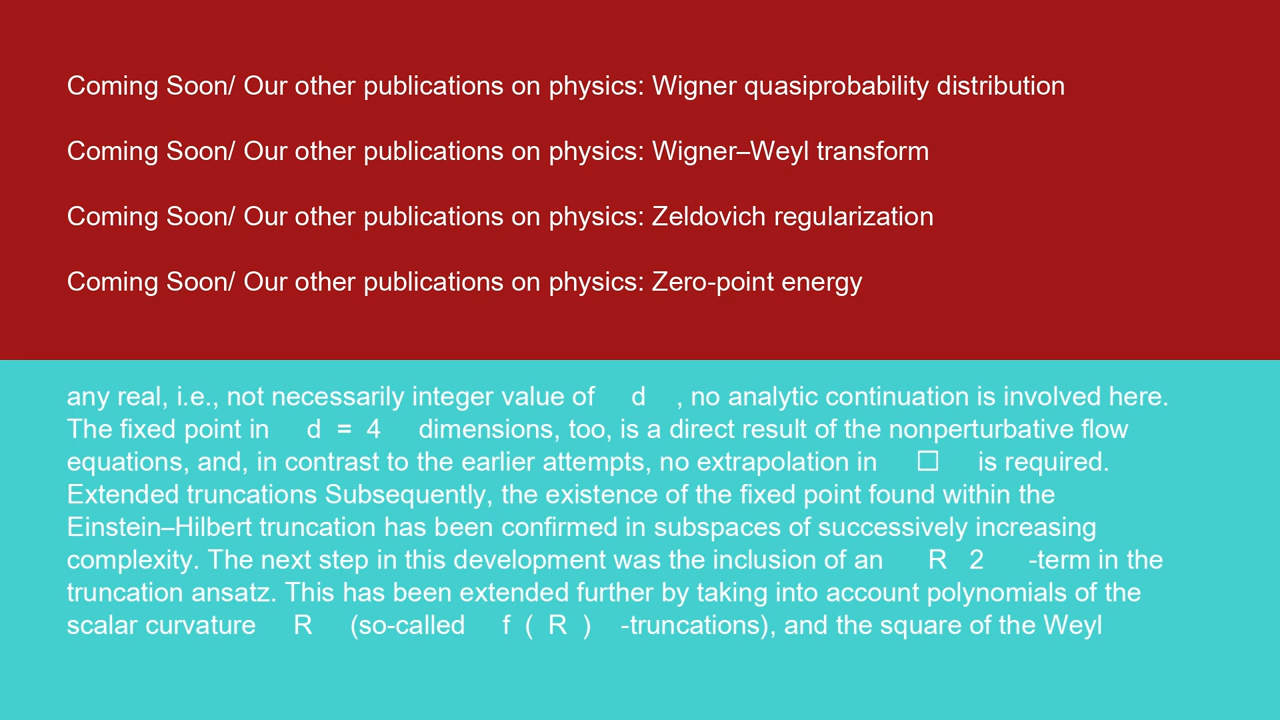 Coming Soon/ Our other publications on physics: Wigner quasiprobability distribution
Coming Soon/ Our other publications on physics: Wigner–Weyl transform
Coming Soon/ Our other publications on physics: Zeldovich regularization
Coming Soon/ Our other publications on physics: Zero-point energy
any real, i.e., not necessarily integer value of d , no analytic continuation is involved here.
The fixed point in d = 4 dimensions, too, is a direct result of the nonperturbative flow
equations, and, in contrast to the earlier attempts, no extrapolation in □ is required.
Extended truncations Subsequently, the existence of the fixed point found within the
Einstein–Hilbert truncation has been confirmed in subspaces of successively increasing
complexity. The next step in this development was the inclusion of an R 2 -term in the
truncation ansatz. This has been extended further by taking into account polynomials of the
scalar curvature R (so-called f ( R ) -truncations), and the square of the Weyl